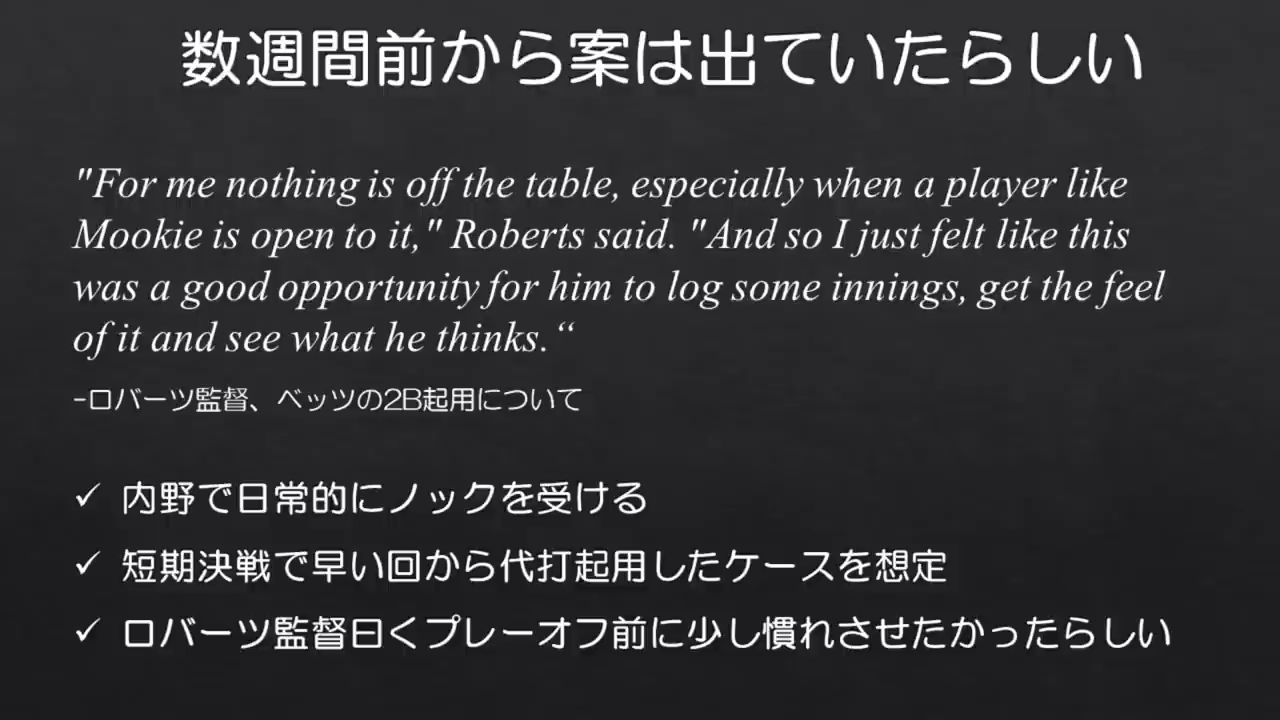 数週間前から案は出ていたらしい
"For me nothing is off the table, especially when a player like
Mookie is open to it," Roberts said. "And so I just felt like this
was a good opportunity for him to log some innings, get the feel
of it and see what he thinks.“
-ロバーツ監督、ベッツの2B起用について
✓ 内野で日常的にノックを受ける
✓ 短期決戦で早い回から代打起用したケースを想定
✓ ロバーツ監督曰くプレーオフ前に少し慣れさせたかったらしい